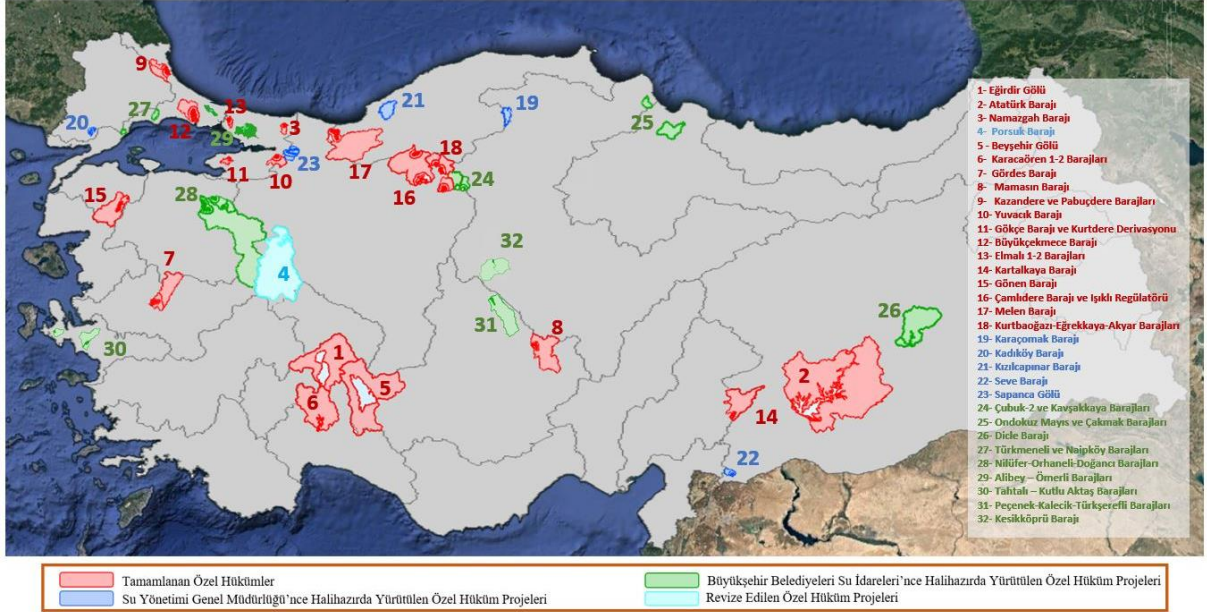 9
27
13
20
12
29
3
23
11
10
21
19
25
18
17
16
24
15
28
7
4
32
31
8
26
30
1
5
6
2
14
22
1- Eğirdir Gölü
2- Atatürk Barajı
3- Namazgah Barajı
4- Porsuk Barajı
5 - Beyşehir Gölü
6- Karacaören 1-2 Barajları
7- Gördes Barajı
8- Mamasın Barajı
9- Kazandere ve Pabuçdere Barajları
10- Yuvacık Barajı
11- Gökçe Barajı ve Kurtdere Derivasyonu
12- Büyükçekmece Barajı
13- Elmalı 1-2 Barajları
14- Kartalkaya Barajı
15- Gönen Barajı
16- Çamlıdere Barajı ve Işıklı Regülatörü
17- Melen Barajı
18- Kurtbaoğazı-Eğrekkaya-Akyar Barajları
19- Karaçomak Barajı
20- Kadıköy Barajı
21- Kızılcapınar Barajı
22- Seve Barajı
23- Sapanca Gölü
24- Çubuk-2 ve Kavşakkaya Barajları
25- Ondokuz Mayıs ve Çakmak Barajları
26- Dicle Barajı
27- Türkmeneli ve Naipköy Barajları
28- Nilüfer-Orhaneli-Doğancı Barajları
29- Alibey – Ömerli Barajları
30- Tahtalı – Kutlu Aktaş Barajları
31- Peçenek-Kalecik-Türkşerefli Barajları
32- Kesikköprü Barajı
Tamamlanan Özel Hükümler
Büyükşehir Belediyeleri Su İdareleri’nce Halihazırda Yürütülen Özel Hüküm Projeleri
Su Yönetimi Genel Müdürlüğü’nce Halihazırda Yürütülen Özel Hüküm Projeleri
Revize Edilen Özel Hüküm Projeleri